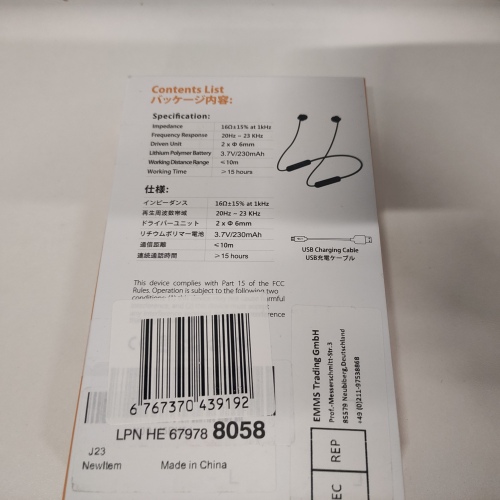 Contents List
パッケージ内容:
Specification:
Impedance 16Ω±15% at 1kHz
Frequency Response 20Hz ~ 23 KHz
Driven Unit 2 x Φ 6mm
Lithium Polymer Battery 3.7V/230mAh
Working Distance Range ≤10m
Working Time ≥ 15 hours
仕様:
インピーダンス 16Ω±15% at 1kHz
再生周波数帯域 20Hz ~ 23 KHz
ドライバーユニット 2 x Φ 6mm
リチウムポリマー電池 3.7V/230mAh
通信距離 ≤10m
連続通話時間 ≥ 15 hours
USB Charging Cable
USB充電ケーブル
This device complies with Part 15 of the FCC
Rules. Operation is subject to the following two
6 767370 439192
LPN HE 67978 8058
J23
NewItem Made in China
EMMS Trading GmbH
Prof.-Messerschmitt-Str.3
85579 Neubiberg,Deutschland
+49 (0)211-97538868
EC REP